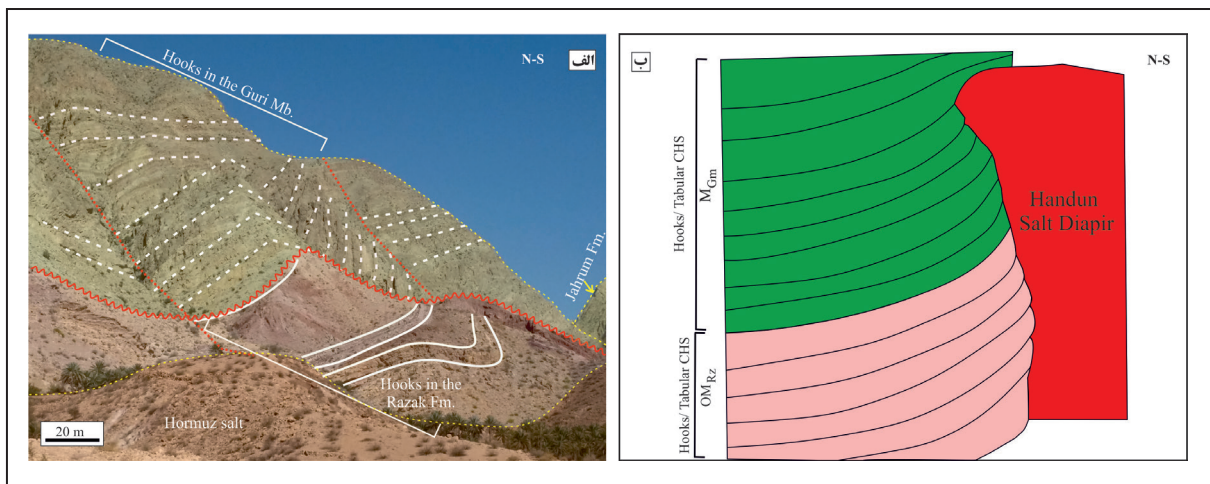 N-S
الف
Hooks in the Guri Mb.
Jahrum Fm.
Hooks in the
Razak Fm.
Hormuz salt
20 m
ب
N-S
Hooks/ Tabular CHS
MGm
Handun
Salt Diapir
Hooks/ Tabular CHS
OMRz